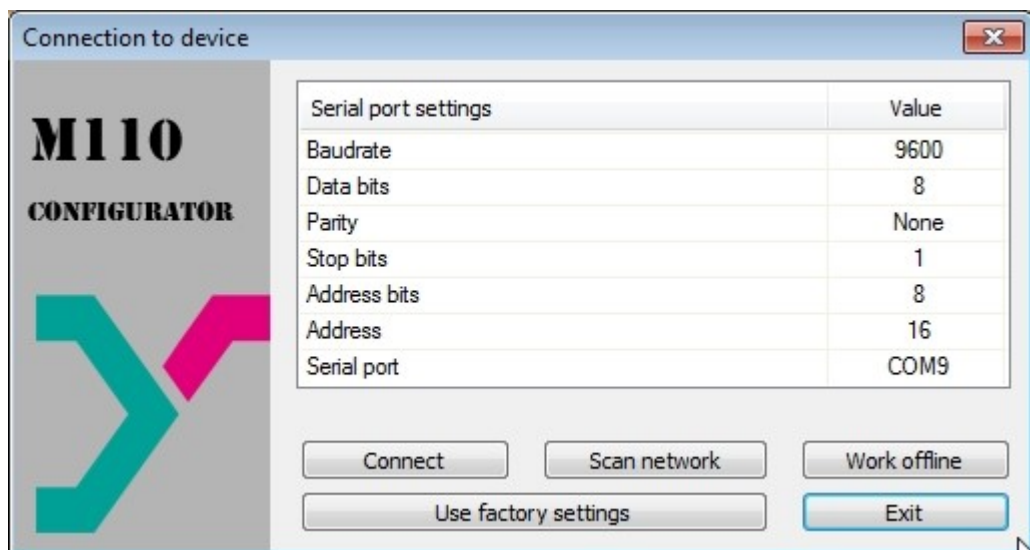 Connection to device
M110
CONFIGURATOR
Serial port settings Value
Baudrate 9600
Data bits 8
Parity None
Stop bits 1
Address bits 8
Address 16
Serial port COM9
Connect Scan network Work offline
Use factory settings Exit